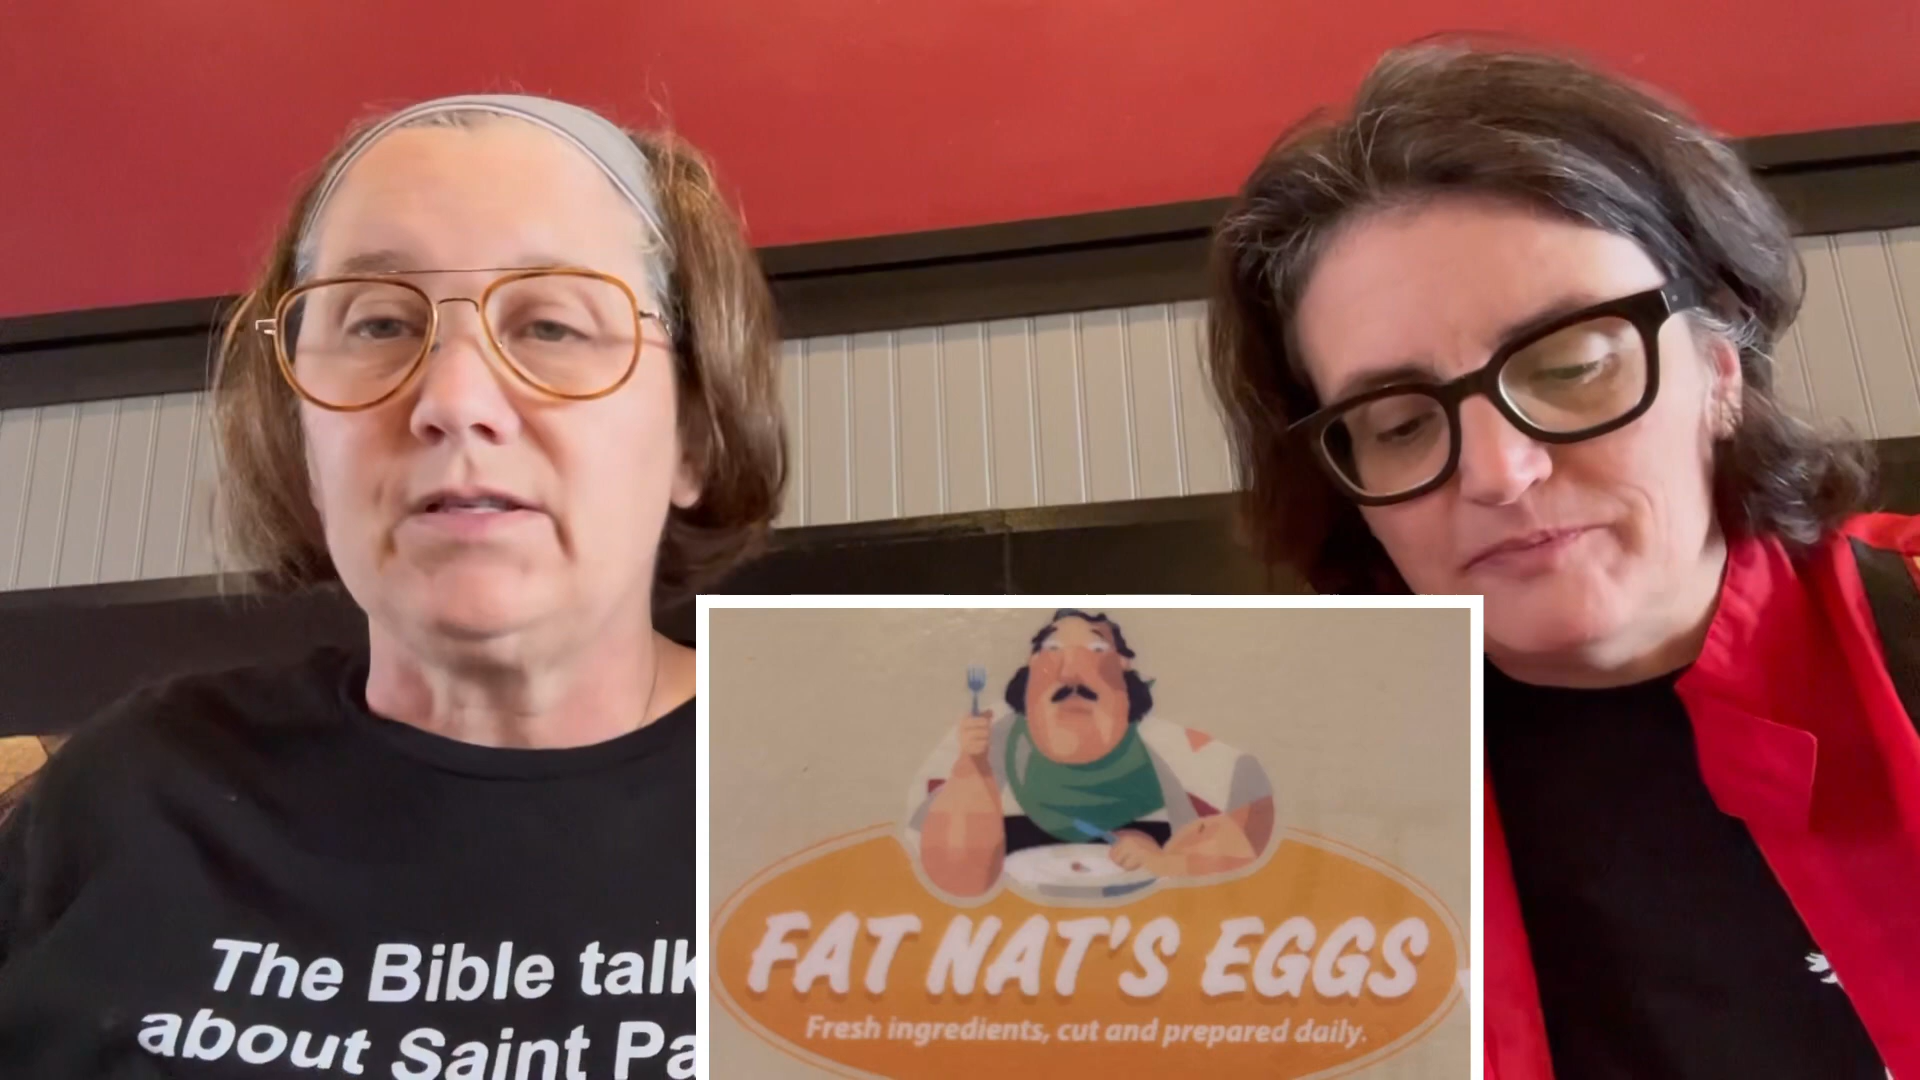 The Bible talk
about Saint Pa
FAT NAT'S EGGS
Fresh ingredients, cut and prepared daily.